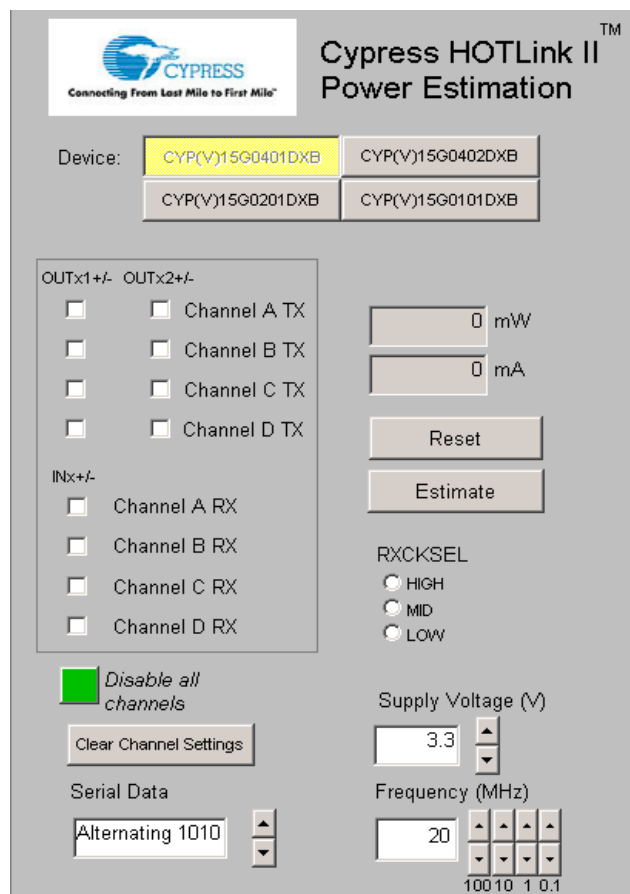 CYPRESS
Connecting From Last Mile to First Mile™
Cypress HOTLink II™
Power Estimation
Device:
CYP(V)15G0401DXB
CYP(V)15G0402DXB
CYP(V)15G0201DXB
CYP(V)15G0101DXB
OUTx1+/- OUTx2+/-
Channel A TX
Channel B TX
Channel C TX
Channel D TX
INx+/-
Channel A RX
Channel B RX
Channel C RX
Channel D RX
Disable all
channels
Clear Channel Settings
Serial Data
Alternating 1010
0 mW
0 mA
Reset
Estimate
RXCKSEL
HIGH
MID
LOW
Supply Voltage (V)
3.3
Frequency (MHz)
20
100 10 1 0.1